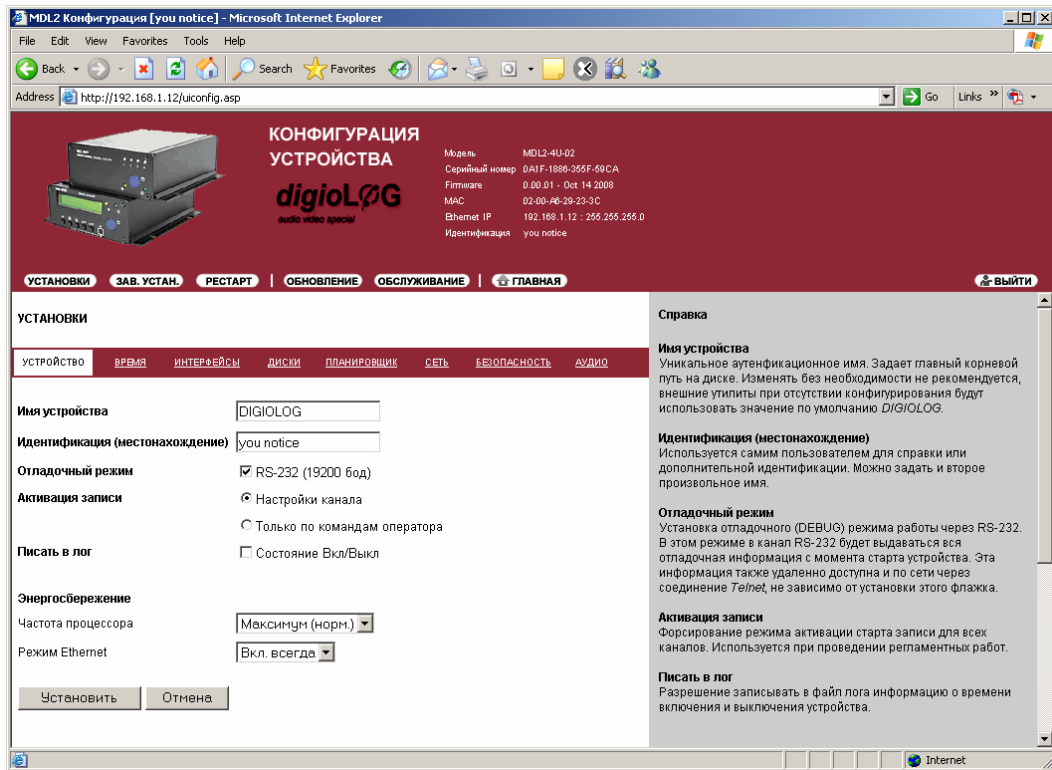 MDL2 Конфигурация [you notice] - Microsoft Internet Explorer
File Edit View Favorites Tools Help
Back Search Favorites
Address http://192.168.1.12/uiconfig.asp Go Links »
КОНФИГУРАЦИЯ
УСТРОЙСТВА
digioLOG
audio video special
Модель MDL2-4U-02
Серийный номер 0A1F-1886-355F-59CA
Firmware 0.00.01 - Oct 14 2008
MAC 02-00-A6-29-23-3C
Ethernet IP 192.168.1.12 : 255.255.255.0
Идентификация you notice
УСТАНОВКИ ЗАВ. УСТАН. РЕСТАРТ | ОБНОВЛЕНИЕ ОБСЛУЖИВАНИЕ | ГЛАВНАЯ ВЫЙТИ
УСТАНОВКИ
УСТРОЙСТВО ВРЕМЯ ИНТЕРФЕЙСЫ ДИСКИ ПЛАНИРОВЩИК СЕТЬ БЕЗОПАСНОСТЬ АУДИО
Имя устройства DIGIOLOG
Идентификация (местонахождение) you notice
Отладочный режим RS-232 (19200 бод)
Активация записи Настройки канала
Только по командам оператора
Писать в лог Состояние Вкл/Выкл
Энергосбережение
Частота процессора Максимум (норм.)
Режим Ethernet Вкл. всегда
Установить Отмена
Справка
Имя устройства
Уникальное аутенфикационное имя. Задает главный корневой
путь на диске. Изменять без необходимости не рекомендуется,
внешние утилиты при отсутствии конфигурирования будут
использовать значение по умолчанию DIGIOLOG.
Идентификация (местонахождение)
Используется самим пользователем для справки или
дополнительной идентификации. Можно задать и второе
произвольное имя.
Отладочный режим
Установка отладочного (DEBUG) режима работы через RS-232.
В этом режиме в канал RS-232 будет выдаваться вся
отладочная информация с момента старта устройства. Эта
информация также удаленно доступна и по сети через
соединение Telnet, не зависимо от установки этого флажка.
Активация записи
Форсирование режима активации старта записи для всех
каналов. Используется при проведении регламентных работ.
Писать в лог
Разрешение записывать в файл лога информацию о времени
включения и выключения устройства.
Internet